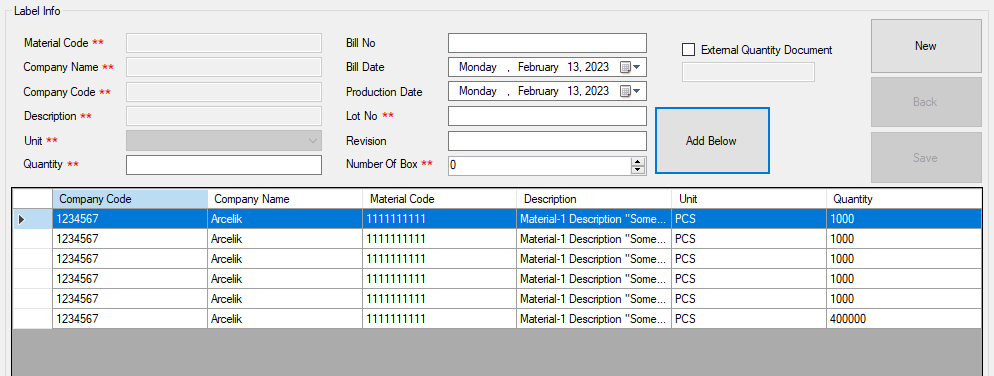 Label Info
Material Code **
Company Name **
Company Code **
Description **
Unit **
Quantity **
Bill No
Bill Date Monday , February 13, 2023
Production Date Monday , February 13, 2023
Lot No **
Revision
Number Of Box ** 0
External Quantity Document
Add Below
New
Back
Save
Company Code Company Name Material Code Description Unit Quantity
1234567 Arcelik 1111111111 Material-1 Description "Some... PCS 1000
1234567 Arcelik 1111111111 Material-1 Description "Some... PCS 1000
1234567 Arcelik 1111111111 Material-1 Description "Some... PCS 1000
1234567 Arcelik 1111111111 Material-1 Description "Some... PCS 1000
1234567 Arcelik 1111111111 Material-1 Description "Some... PCS 1000
1234567 Arcelik 1111111111 Material-1 Description "Some... PCS 400000